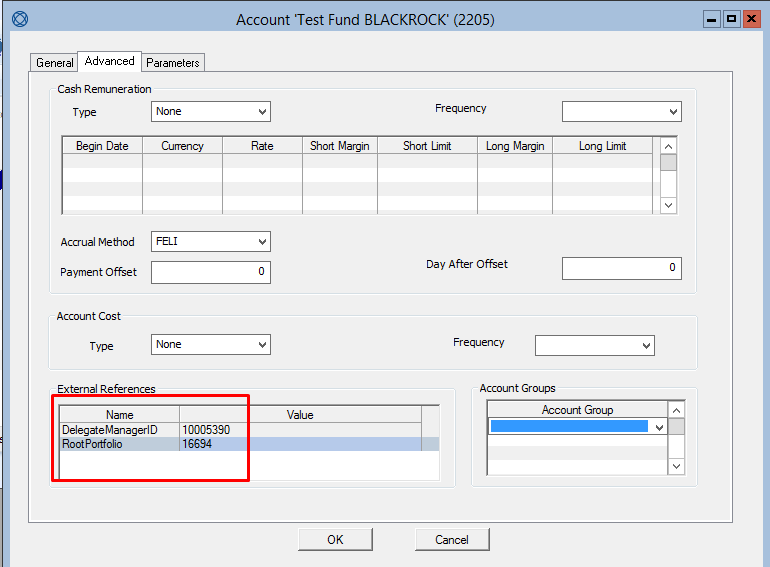 Account 'Test Fund BLACKROCK' (2205)
General Advanced Parameters
Cash Remuneration
Type None Frequency
Begin Date Currency Rate Short Margin Short Limit Long Margin Long Limit
Accrual Method FELI
Payment Offset 0 Day After Offset 0
Account Cost
Type None Frequency
External References Account Groups
Name Value Account Group
DelegateManagerID 10005390
RootPortfolio 16694
OK Cancel